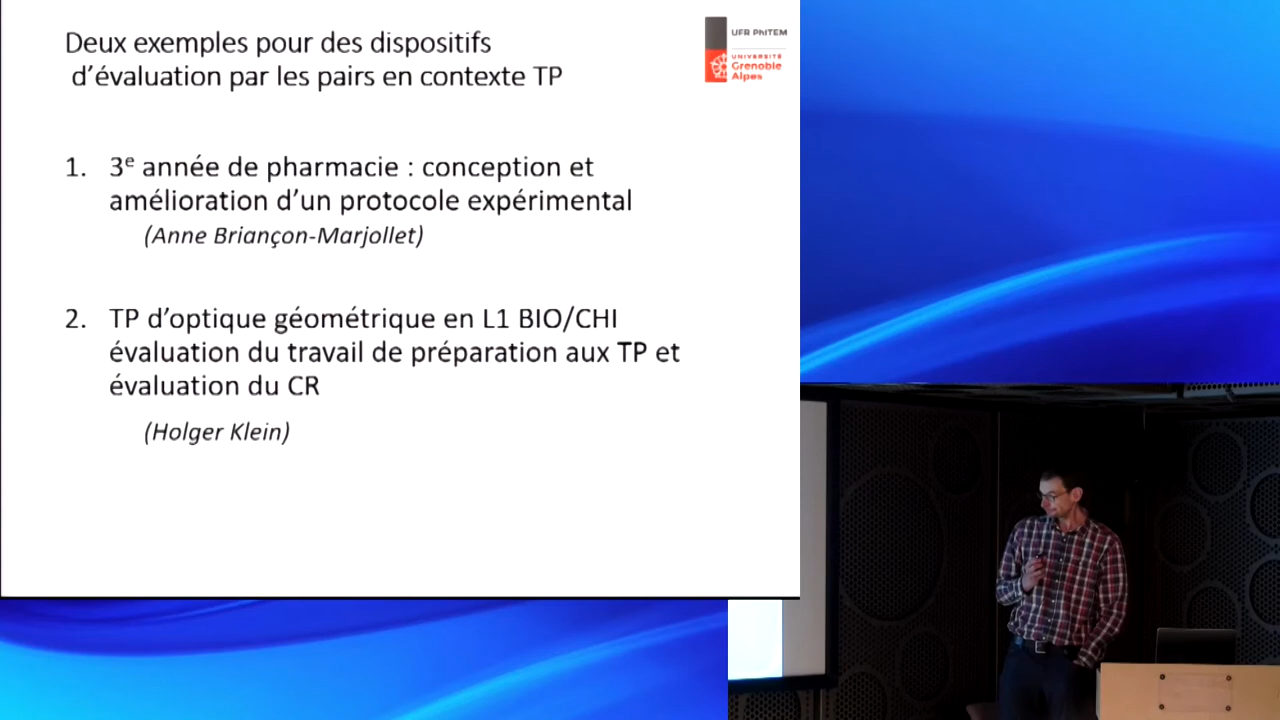 Deux exemples pour des dispositifs
d’évaluation par les pairs en contexte TP
UFR PhITEM
UNIVERSITÉ
Grenoble
Alpes
1. 3e année de pharmacie : conception et
amélioration d’un protocole expérimental
(Anne Briançon-Marjollet)
2. TP d’optique géométrique en L1 BIO/CHI
évaluation du travail de préparation aux TP et
évaluation du CR
(Holger Klein)